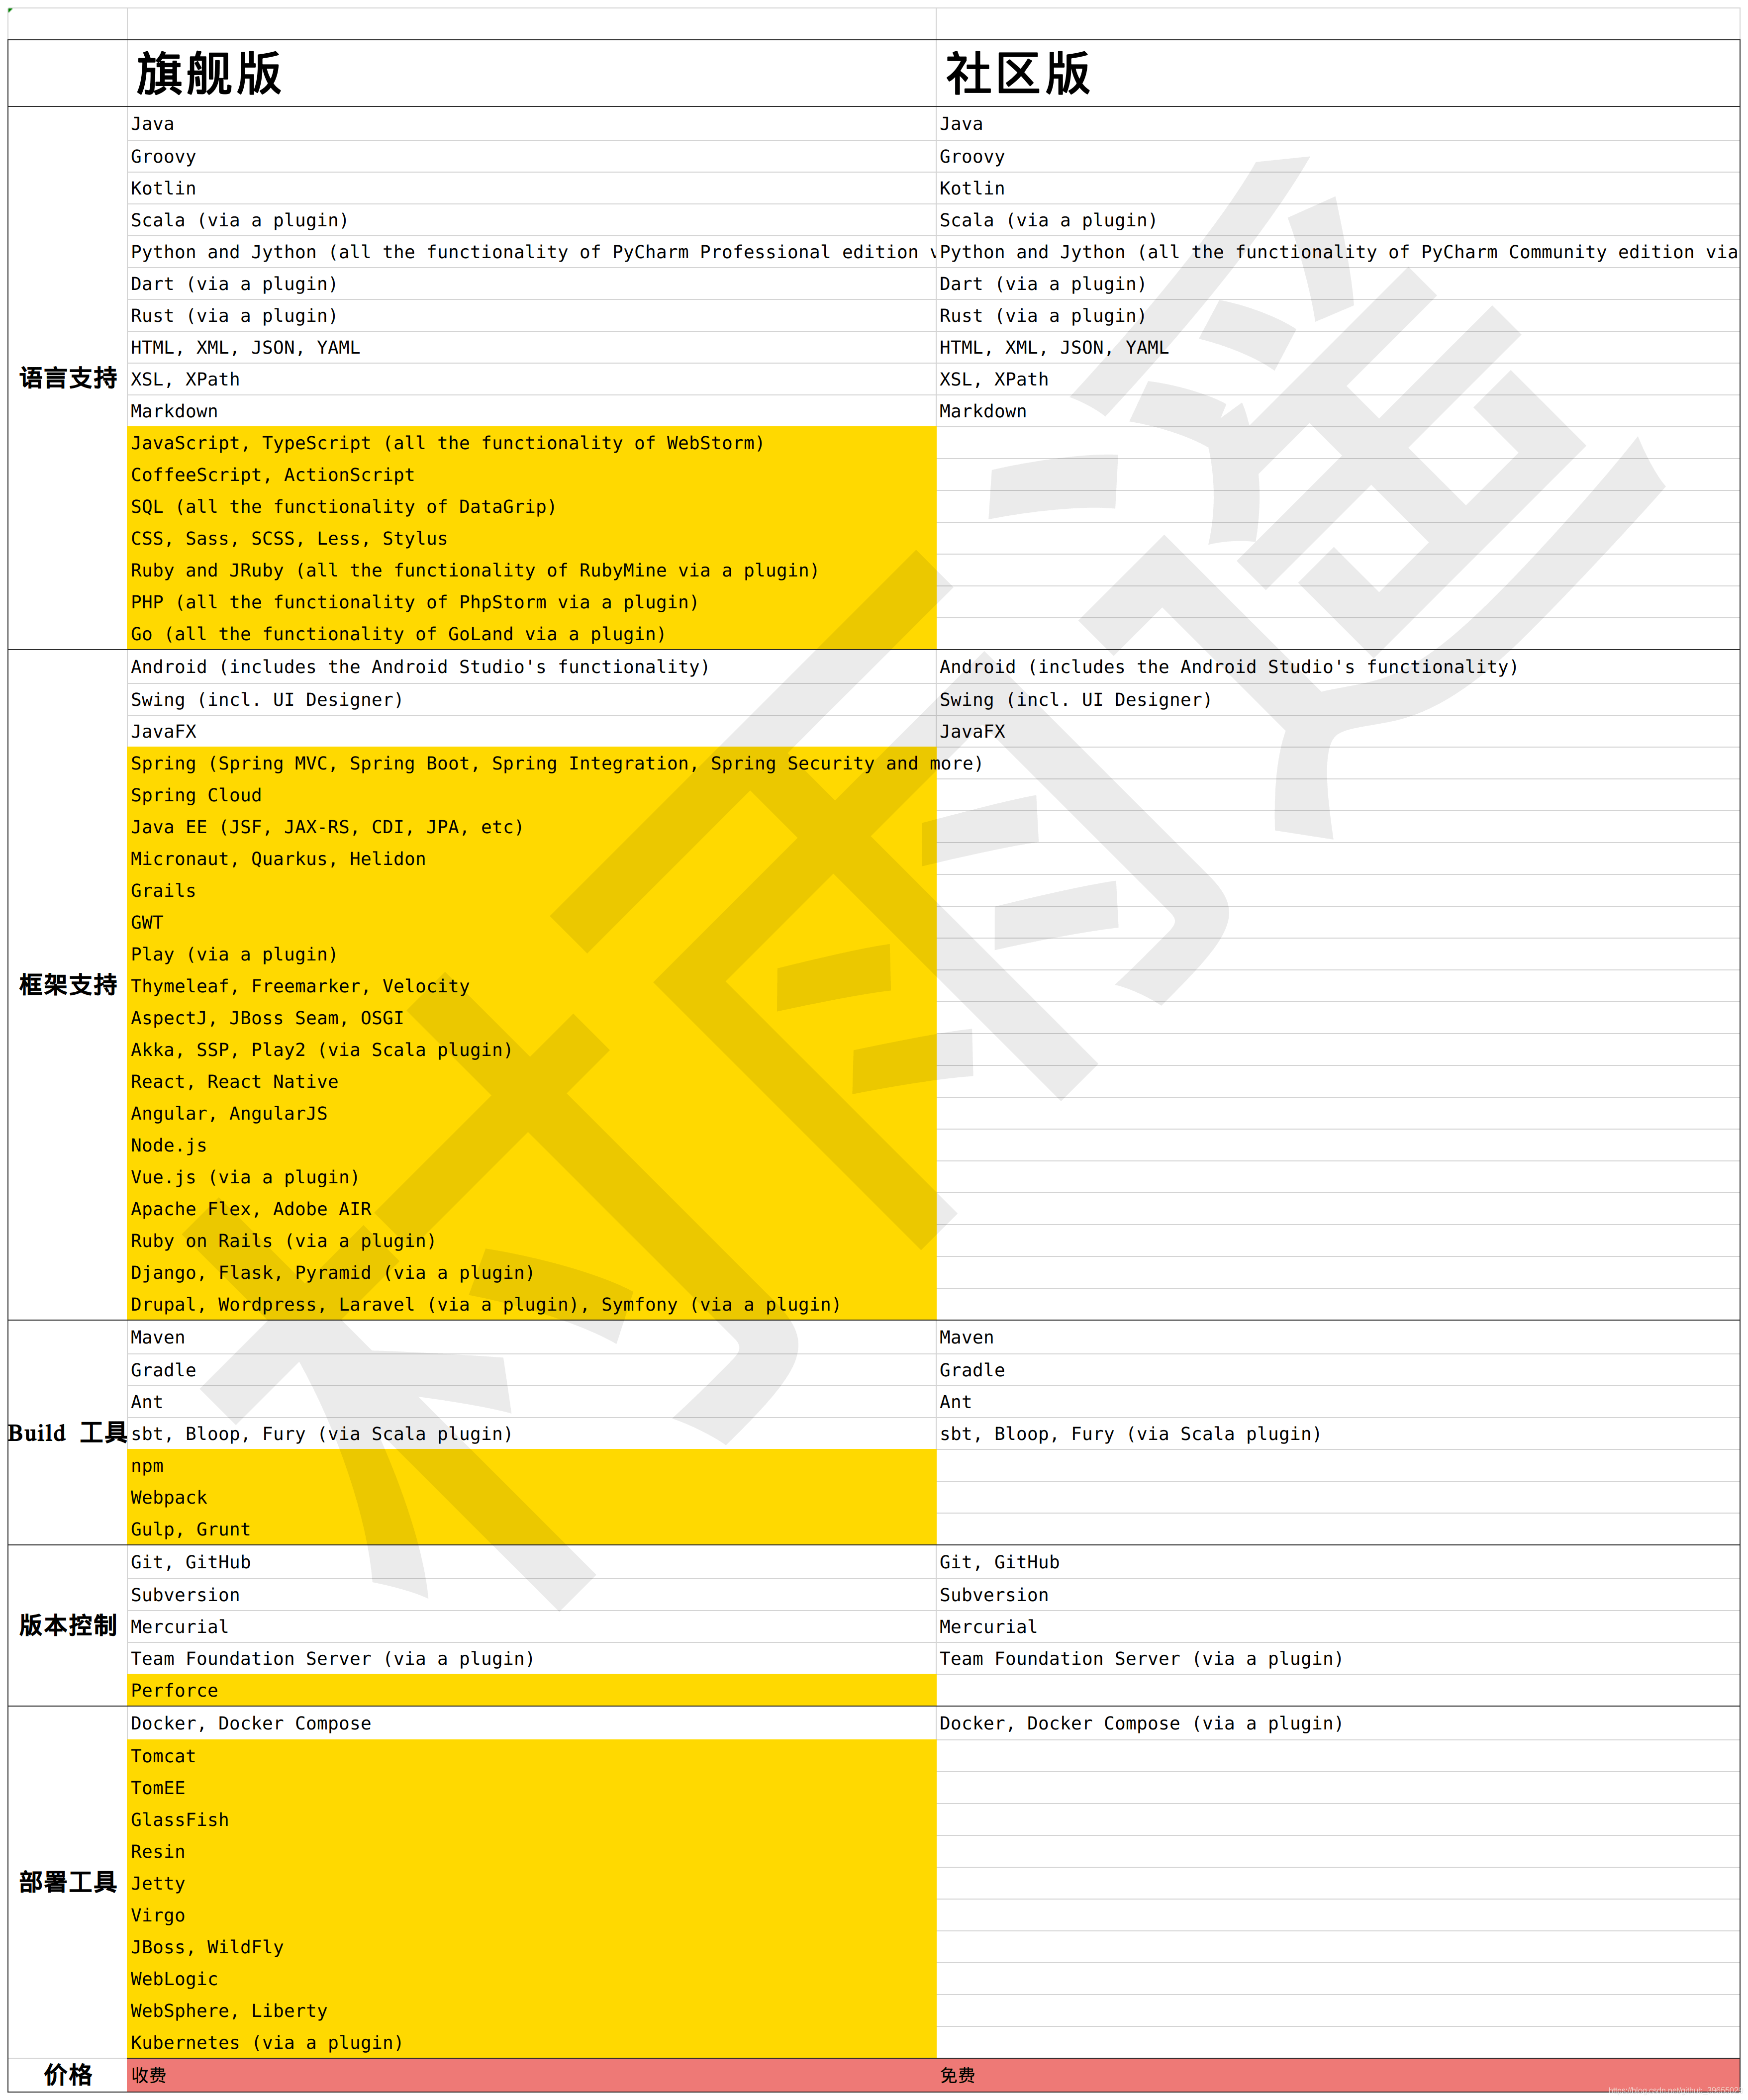 旗舰版 社区版
语言支持
Java Java
Groovy Groovy
Kotlin Kotlin
Scala (via a plugin) Scala (via a plugin)
Python and Jython (all the functionality of PyCharm Professional edition Python and Jython (all the functionality of PyCharm Community edition via
Dart (via a plugin) Dart (via a plugin)
Rust (via a plugin) Rust (via a plugin)
HTML, XML, JSON, YAML HTML, XML, JSON, YAML
XSL, XPath XSL, XPath
Markdown Markdown
JavaScript, TypeScript (all the functionality of WebStorm)
CoffeeScript, ActionScript
SQL (all the functionality of DataGrip)
CSS, Sass, SCSS, Less, Stylus
Ruby and JRuby (all the functionality of RubyMine via a plugin)
PHP (all the functionality of PhpStorm via a plugin)
Go (all the functionality of GoLand via a plugin)
框架支持
Android (includes the Android Studio's functionality) Android (includes the Android Studio's functionality)
Swing (incl. UI Designer) Swing (incl. UI Designer)
JavaFX JavaFX
Spring (Spring MVC, Spring Boot, Spring Integration, Spring Security and more)
Spring Cloud
Java EE (JSF, JAX-RS, CDI, JPA, etc)
Micronaut, Quarkus, Helidon
Grails
GWT
Play (via a plugin)
Thymeleaf, Freemarker, Velocity
AspectJ, JBoss Seam, OSGI
Akka, SSP, Play2 (via Scala plugin)
React, React Native
Angular, AngularJS
Node.js
Vue.js (via a plugin)
Apache Flex, Adobe AIR
Ruby on Rails (via a plugin)
Django, Flask, Pyramid (via a plugin)
Drupal, Wordpress, Laravel (via a plugin), Symfony (via a plugin)
Build 工具
Maven Maven
Gradle Gradle
Ant Ant
sbt, Bloop, Fury (via Scala plugin) sbt, Bloop, Fury (via Scala plugin)
npm
Webpack
Gulp, Grunt
版本控制
Git, GitHub Git, GitHub
Subversion Subversion
Mercurial Mercurial
Team Foundation Server (via a plugin) Team Foundation Server (via a plugin)
Perforce
部署工具
Docker, Docker Compose Docker, Docker Compose (via a plugin)
Tomcat
TomEE
GlassFish
Resin
Jetty
Virgo
JBoss, WildFly
WebLogic
WebSphere, Liberty
Kubernetes (via a plugin)
价格 收费 免费
村雨遥